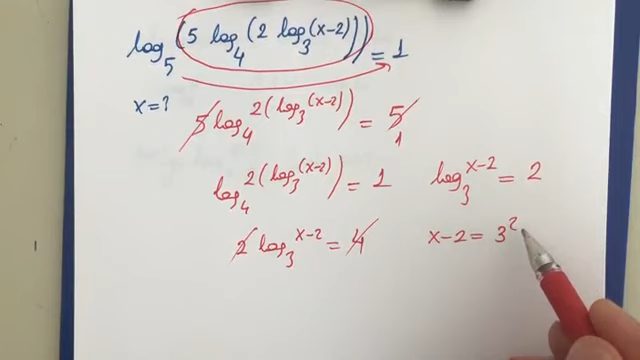 log₅(5 log₄(2 log₃(x-2))) = 1
x = ?
5 log₄ 2(log₃(x-2)) = 5
1
log₄ 2(log₃(x-2)) = 1
2 log₃ x-2 = 4
log₃ x-2 = 2
x-2 = 3²